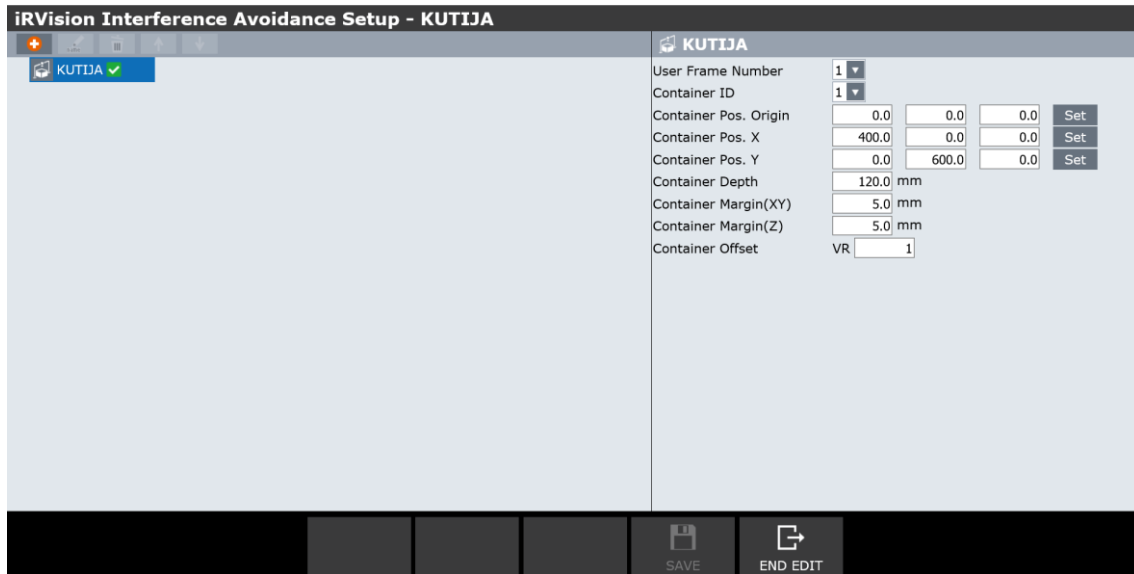 iRVision Interference Avoidance Setup - KUTIJA
KUTIJA
KUTIJA
User Frame Number 1
Container ID 1
Container Pos. Origin 0.0 0.0 0.0 Set
Container Pos. X 400.0 0.0 0.0 Set
Container Pos. Y 0.0 600.0 0.0 Set
Container Depth 120.0 mm
Container Margin(XY) 5.0 mm
Container Margin(Z) 5.0 mm
Container Offset VR 1
SAVE END EDIT